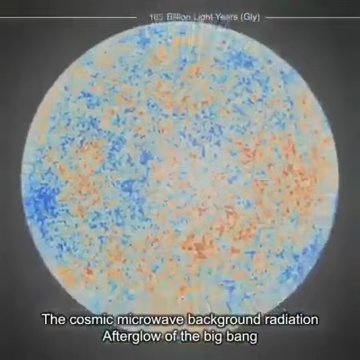 Billion Light Years (Gly)
The cosmic microwave background radiation
Afterglow of the big bang